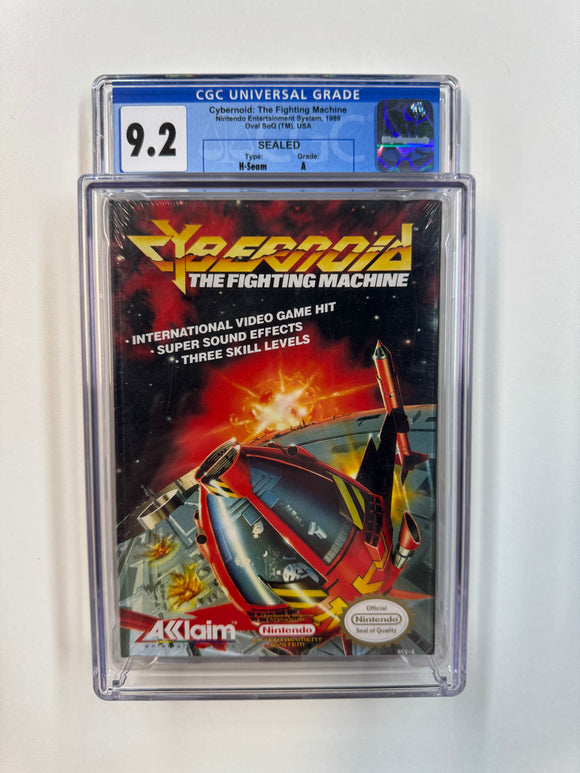 CGC UNIVERSAL GRADE
9.2
Cybernoid: The Fighting Machine
Nintendo Entertainment System, 1989
Oval SoQ (TM), USA
SEALED
Type: Grade:
H-Seam A
CYBERNOID
THE FIGHTING MACHINE
· INTERNATIONAL VIDEO GAME HIT
· SUPER SOUND EFFECTS
· THREE SKILL LEVELS
AKklaim
Nintendo
ENTERTAINMENT
SYSTEM
Official
Nintendo
Seal of Quality
REV-A